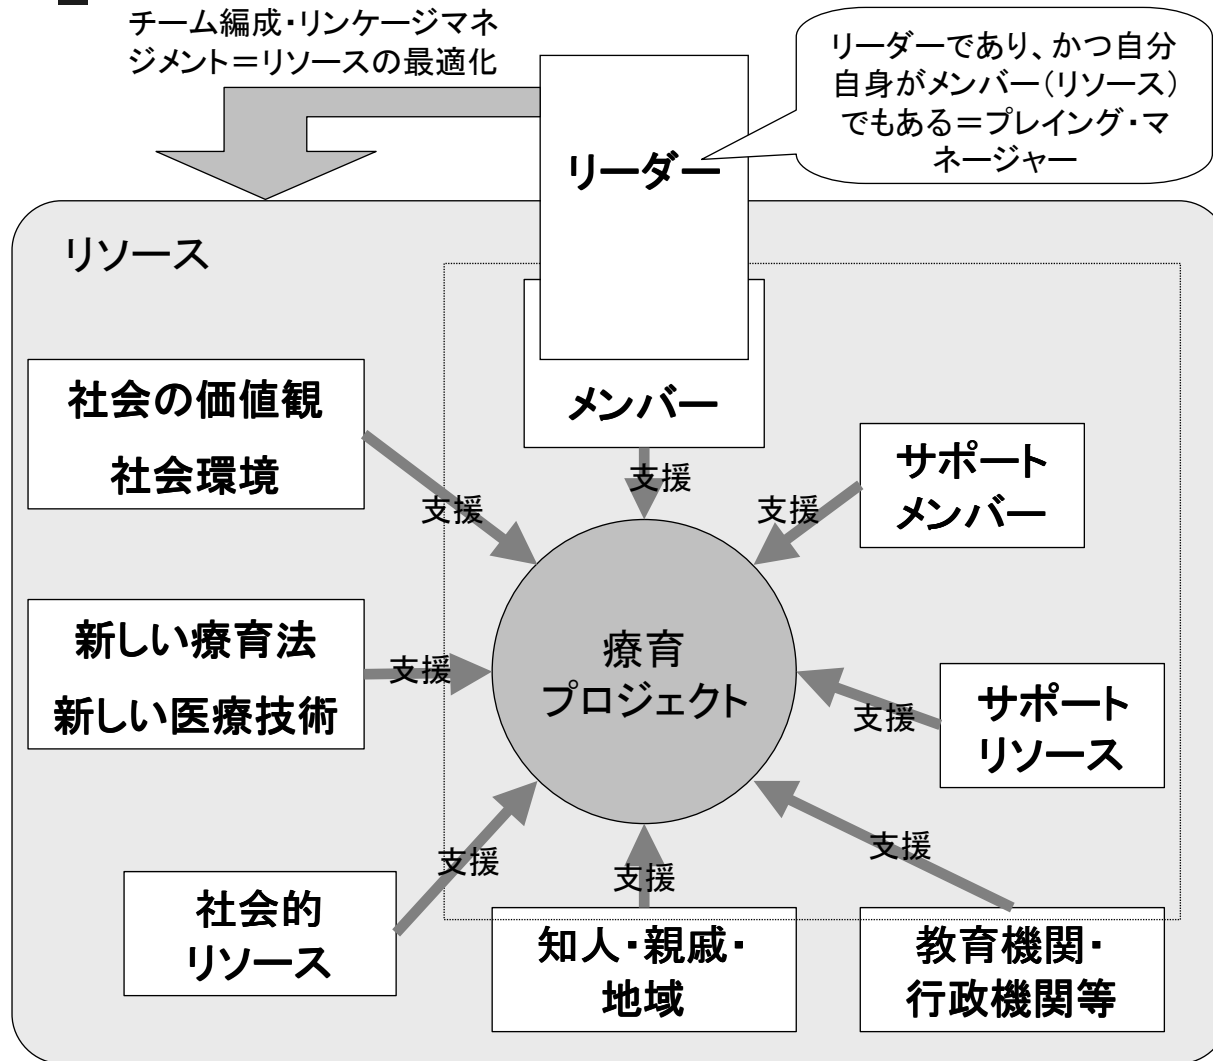 チーム編成・リンケージマネ
ジメント＝リソースの最適化
リーダーであり、かつ自分
自身がメンバー（リソース）
でもある＝プレイング・マ
ネージャー
リーダー
リソース
メンバー
社会の価値観
社会環境
支援
支援
支援
サポート
メンバー
新しい療育法
新しい医療技術
支援
療育
プロジェクト
支援
サポート
リソース
支援
支援
支援
社会的
リソース
知人・親戚・
地域
教育機関・
行政機関等